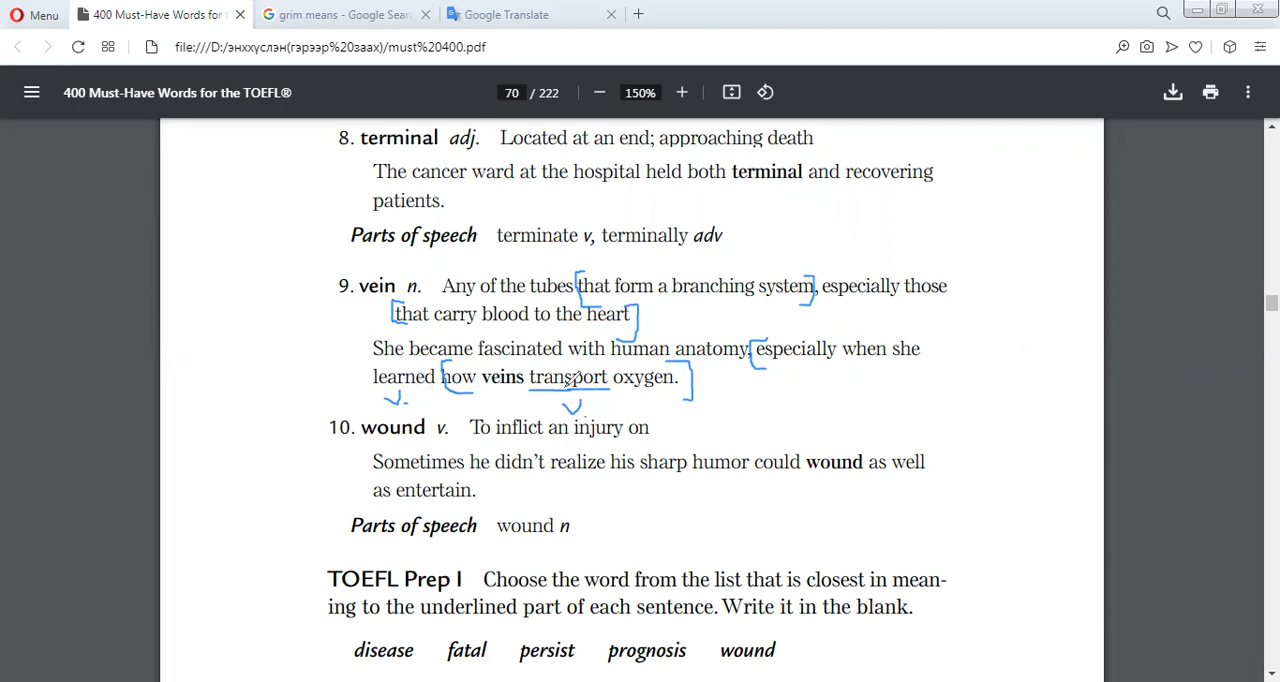 Menu
400 Must-Have Words for t
grim means - Google Searc
Google Translate
file:///D:/энххүслэн(гэрээр%20заах)/must%20400.pdf
400 Must-Have Words for the TOEFL®
70 / 222
150%
8. terminal adj. Located at an end; approaching death
The cancer ward at the hospital held both terminal and recovering
patients.
Parts of speech terminate v, terminally adv
9. vein n. Any of the tubes that form a branching system, especially those
that carry blood to the heart
She became fascinated with human anatomy, especially when she
learned how veins transport oxygen.
10. wound v. To inflict an injury on
Sometimes he didn't realize his sharp humor could wound as well
as entertain.
Parts of speech wound n
TOEFL Prep I Choose the word from the list that is closest in mean-
ing to the underlined part of each sentence. Write it in the blank.
disease fatal persist prognosis wound